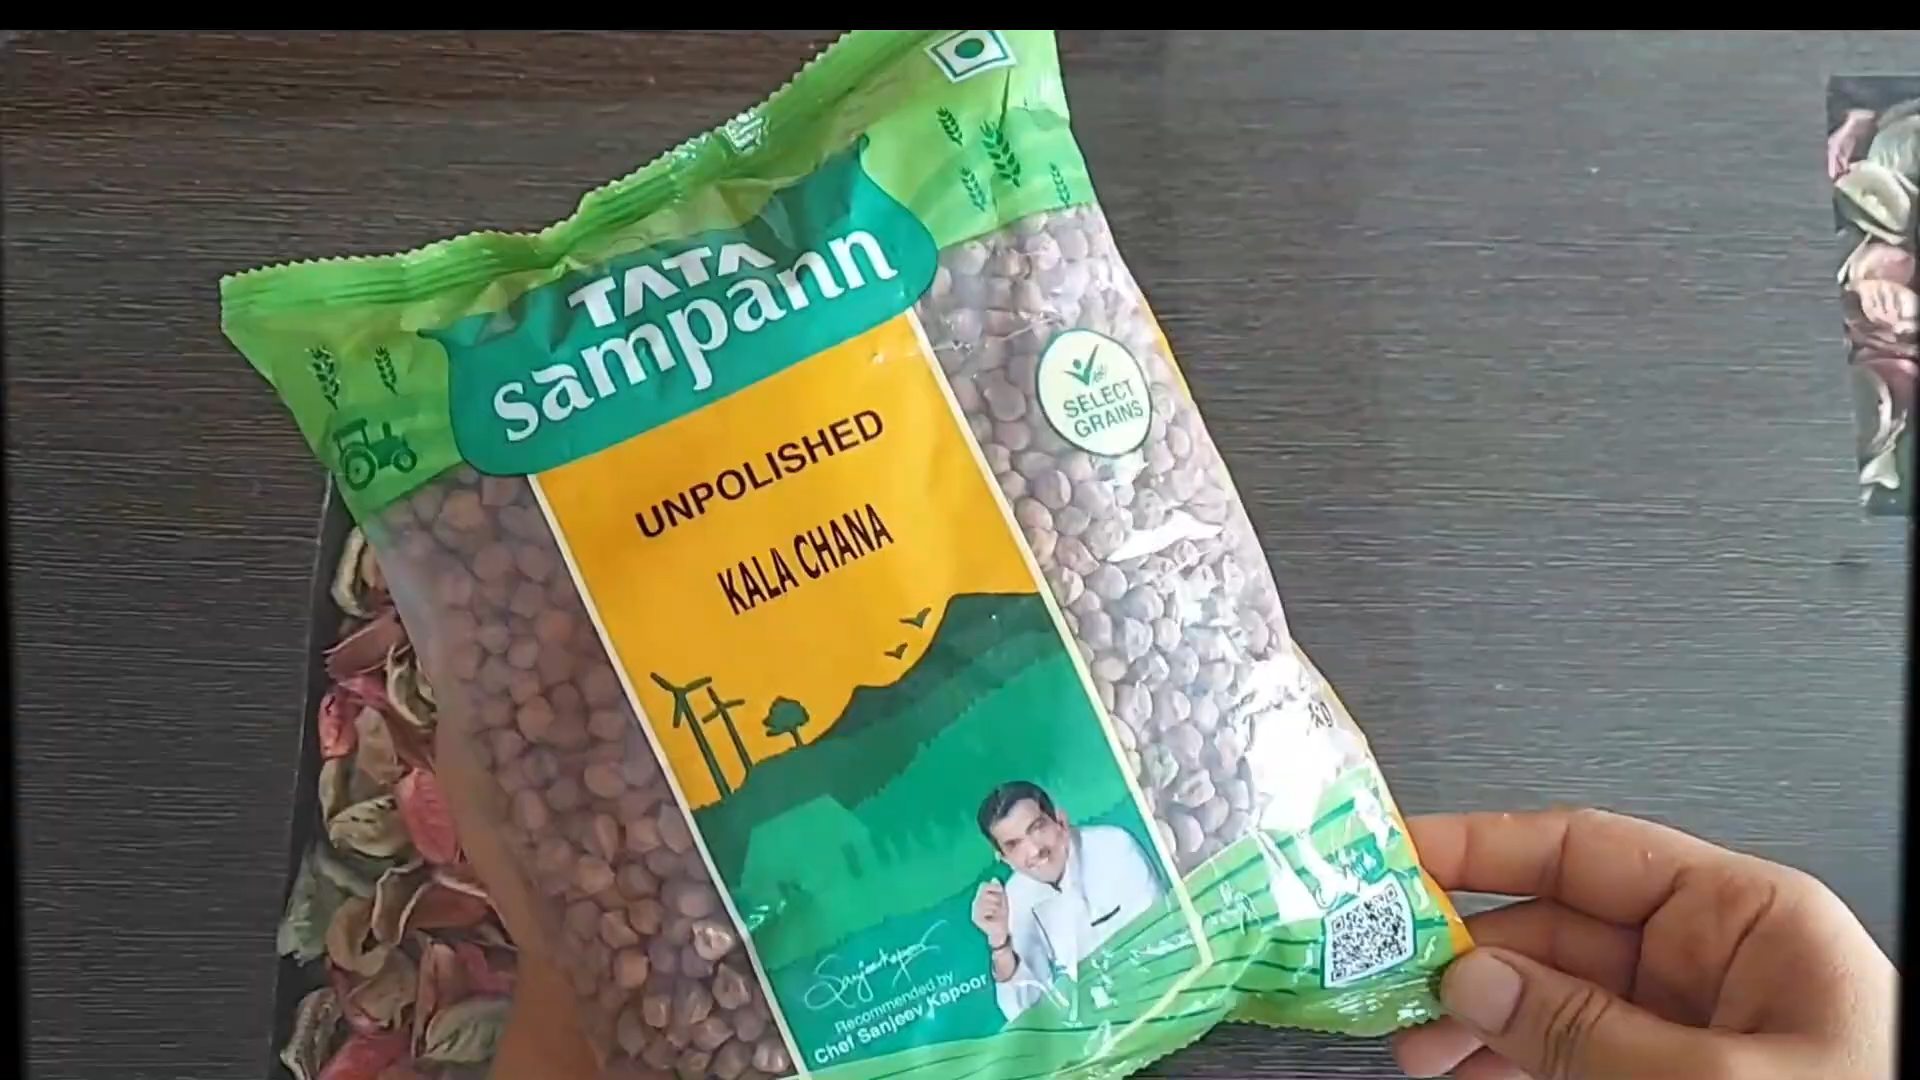 TATA
sampann
UNPOLISHED
KALA CHANA
SELECT
GRAINS
Recommended by
Chef Sanjeev Kapoor